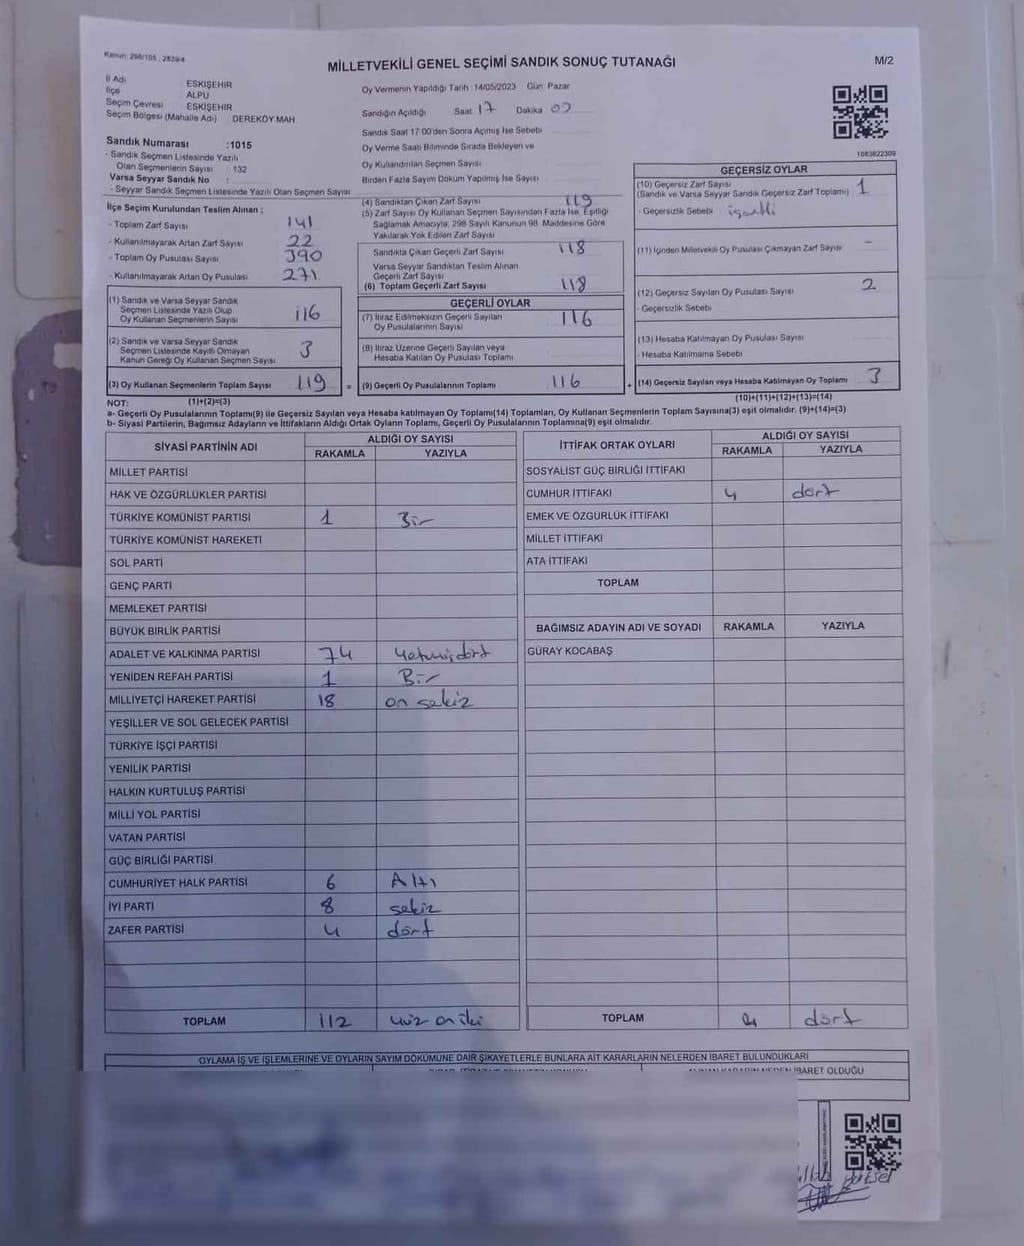 Kanun: 298/105 , 2839/4
MİLLETVEKİLİ GENEL SEÇİMİ SANDIK SONUÇ TUTANAĞI
M/2
İl Adı ESKİŞEHİR
İlçe ALPU
Seçim Çevresi ESKİŞEHİR
Seçim Bölgesi (Mahalle Adı) DEREKÖY MAH.
Sandık Numarası :1015
- Sandık Seçmen Listesinde Yazılı
Olan Seçmenlerin Sayısı : 132
Varsa Seyyar Sandık No :
- Seyyar Sandık Seçmen Listesinde Yazılı Olan Seçmen Sayısı
Oy Vermenin Yapıldığı Tarih :14/05/2023 Gün: Pazar
Sandığın Açıldığı Saat 17 Dakika
Sandık Saat 17:00'den Sonra Açılmış İse Sebebi
Oy Verme Saati Bitiminde Sırada Bekleyen ve
Oy Kullandırılan Seçmen Sayısı
Birden Fazla Sayım Döküm Yapılmış İse Sayısı
1083622309
İlçe Seçim Kurulundan Teslim Alınan :
- Toplam Zarf Sayısı 141
- Kullanılmayarak Artan Zarf Sayısı 22
- Toplam Oy Pusulası Sayısı 390
- Kullanılmayarak Artan Oy Pusulası 271
(1) Sandık ve Varsa Seyyar Sandık
Seçmen Listesinde Yazılı Olup
Oy Kullanan Seçmenlerin Sayısı 116
(2) Sandık ve Varsa Seyyar Sandık
Seçmen Listesinde Kayıtlı Olmayan
Kanun Gereği Oy Kullanan Seçmen Sayısı 3
(3) Oy Kullanan Seçmenlerin Toplam Sayısı 119 =
(4) Sandıktan Çıkan Zarf Sayısı 119
(5) Zarf Sayısı Oy Kullanan Seçmen Sayısından Fazla İse, Eşitliği
Sağlamak Amacıyla, 298 Sayılı Kanunun 98. Maddesine Göre
Yakılarak Yok Edilen Zarf Sayısı
Sandıkta Çıkan Geçerli Zarf Sayısı 118
Varsa Seyyar Sandıktan Teslim Alınan
Geçerli Zarf Sayısı
(6) Toplam Geçerli Zarf Sayısı 118
GEÇERLİ OYLAR
(7) İtiraz Edilmeksizin Geçerli Sayılan
Oy Pusulalarının Sayısı 116
(8) İtiraz Üzerine Geçerli Sayılan veya
Hesaba Katılan Oy Pusulası Toplamı
(9) Geçerli Oy Pusulalarının Toplamı 116 +
GEÇERSİZ OYLAR
(10) Geçersiz Zarf Sayısı
(Sandık ve Varsa Seyyar Sandık Geçersiz Zarf Toplamı) 1
- Geçersizlik Sebebi işaretli
(11) İçinden Milletvekili Oy Pusulası Çıkmayan Zarf Sayısı -
(12) Geçersiz Sayılan Oy Pusulası Sayısı 2
- Geçersizlik Sebebi
(13) Hesaba Katılmayan Oy Pusulası Sayısı
- Hesaba Katılmama Sebebi
(14) Geçersiz Sayılan veya Hesaba Katılmayan Oy Toplamı 3
NOT: (1)+(2)=(3) (10)+(11)+(12)+(13)=(14)
a- Geçerli Oy Pusulalarının Toplamı(9) ile Geçersiz Sayılan veya Hesaba katılmayan Oy Toplamı(14) Toplamları, Oy Kullanan Seçmenlerin Toplam Sayısına(3) eşit olmalıdır. (9)+(14)=(3)
b- Siyasi Partilerin, Bağımsız Adayların ve İttifakların Aldığı Ortak Oyların Toplamı, Geçerli Oy Pusulalarının Toplamına(9) eşit olmalıdır.
SİYASİ PARTİNİN ADI ALDIĞI OY SAYISI
RAKAMLA YAZIYLA
MİLLET PARTİSİ
HAK VE ÖZGÜRLÜKLER PARTİSİ
TÜRKİYE KOMÜNİST PARTİSİ 1 Bir
TÜRKİYE KOMÜNİST HAREKETİ
SOL PARTİ
GENÇ PARTİ
MEMLEKET PARTİSİ
BÜYÜK BİRLİK PARTİSİ
ADALET VE KALKINMA PARTİSİ 74 Yetmişdört
YENİDEN REFAH PARTİSİ 1 Bir
MİLLİYETÇİ HAREKET PARTİSİ 18 on sekiz
YEŞİLLER VE SOL GELECEK PARTİSİ
TÜRKİYE İŞÇİ PARTİSİ
YENİLİK PARTİSİ
HALKIN KURTULUŞ PARTİSİ
MİLLİ YOL PARTİSİ
VATAN PARTİSİ
GÜÇ BİRLİĞİ PARTİSİ
CUMHURİYET HALK PARTİSİ 6 Altı
İYİ PARTİ 8 sekiz
ZAFER PARTİSİ 4 dört
TOPLAM 112 yüz on iki
İTTİFAK ORTAK OYLARI ALDIĞI OY SAYISI
RAKAMLA YAZIYLA
SOSYALİST GÜÇ BİRLİĞİ İTTİFAKI
CUMHUR İTTİFAKI 4 dört
EMEK VE ÖZGÜRLÜK İTTİFAKI
MİLLET İTTİFAKI
ATA İTTİFAKI
TOPLAM
BAĞIMSIZ ADAYIN ADI VE SOYADI RAKAMLA YAZIYLA
GÜRAY KOCABAŞ
TOPLAM 4 dört
OYLAMA İŞ VE İŞLEMLERİNE VE OYLARIN SAYIM DÖKÜMÜNE DAİR ŞİKAYETLERLE BUNLARA AİT KARARLARIN NELERDEN İBARET BULUNDUKLARI
İBARET OLDUĞU